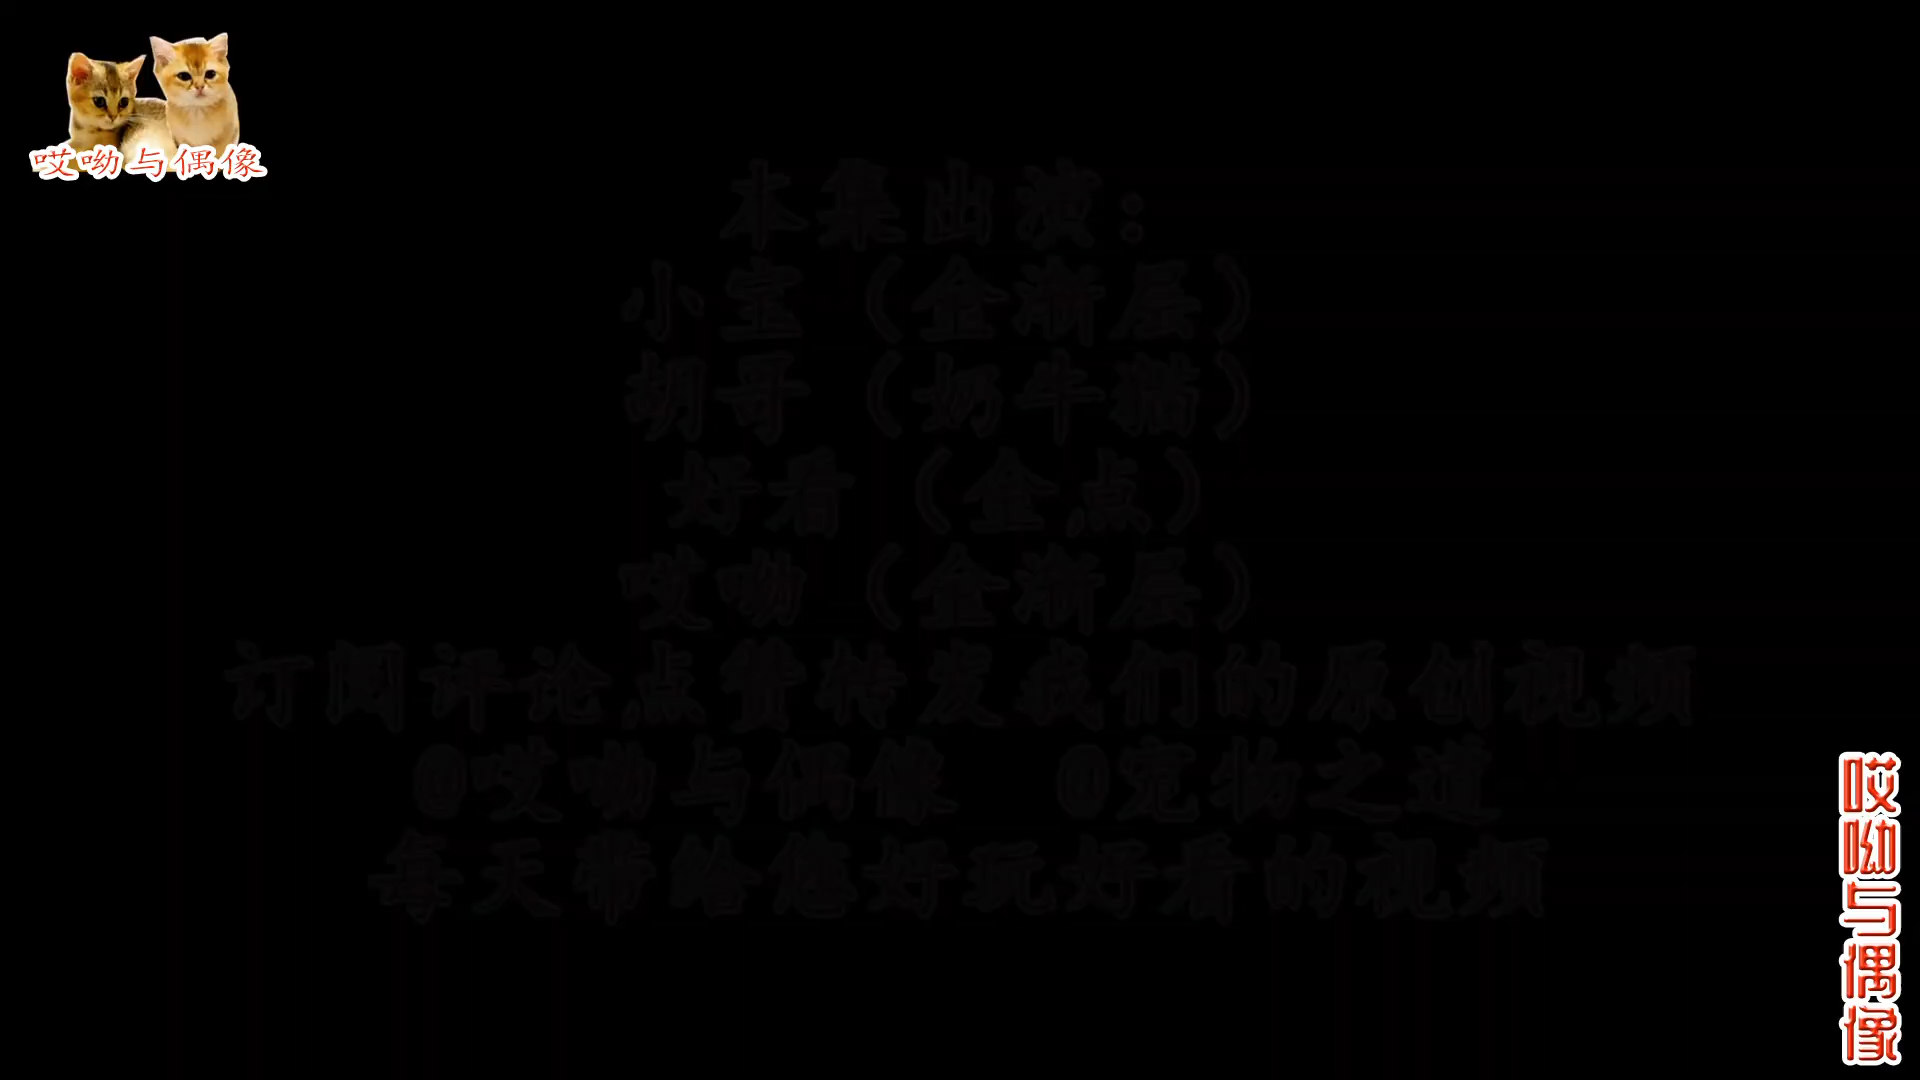 哎呦与偶像
本集出演：
小宝（金渐层）
胡哥（奶牛猫）
好看（金点）
哎呦（金渐层）
订阅评论点赞转发我们的原创视频
@哎呦与偶像 @宠物之道
每天带给您好玩好看的视频
哎呦与偶像